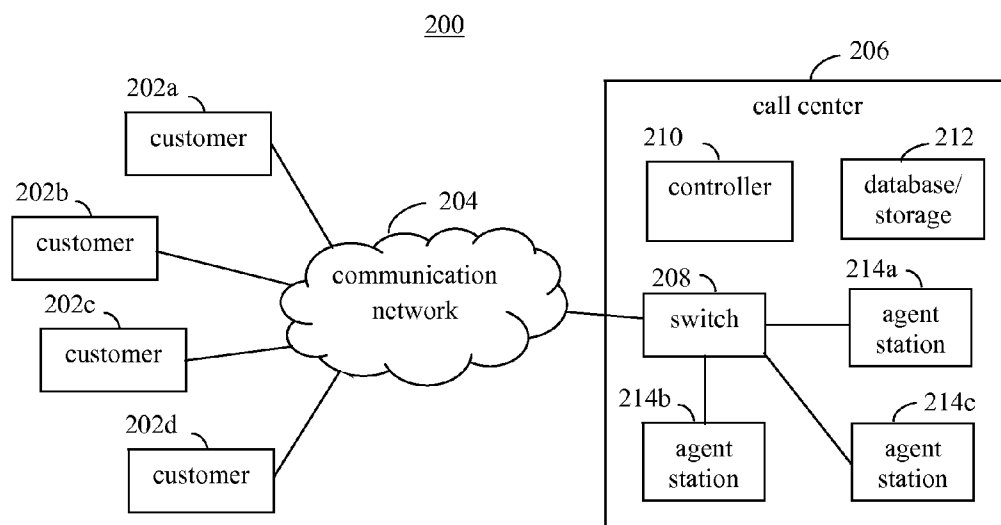 200
206
call center
202a
customer
210
controller
212
database/
storage
202b
customer
204
communication
network
202c
customer
208
switch
214a
agent
station
202d
customer
214b
agent
station
214c
agent
station